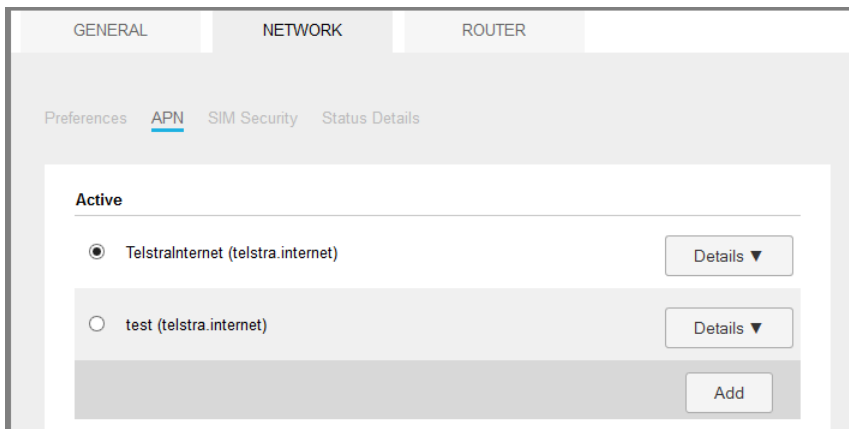 GENERAL NETWORK ROUTER
Preferences APN SIM Security Status Details
Active
TelstraInternet (telstra.internet) Details ▼
test (telstra.internet) Details ▼
Add